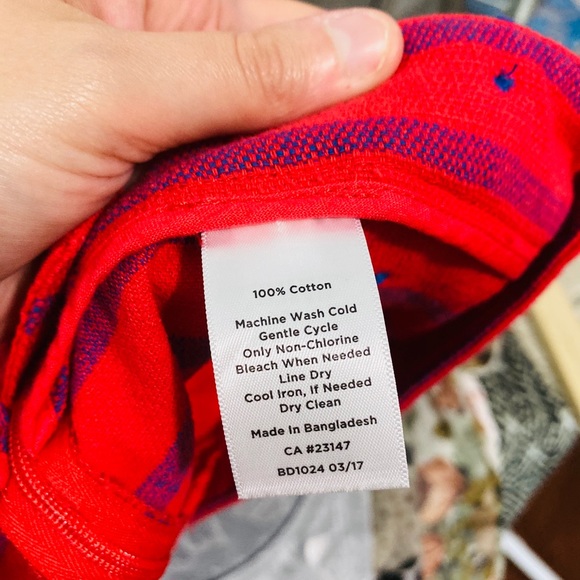 100% Cotton
Machine Wash Cold
Gentle Cycle
Only Non-Chlorine
Bleach When Needed
Line Dry
Cool Iron, If Needed
Dry Clean
Made In Bangladesh
CA #23147
BD1024 03/17